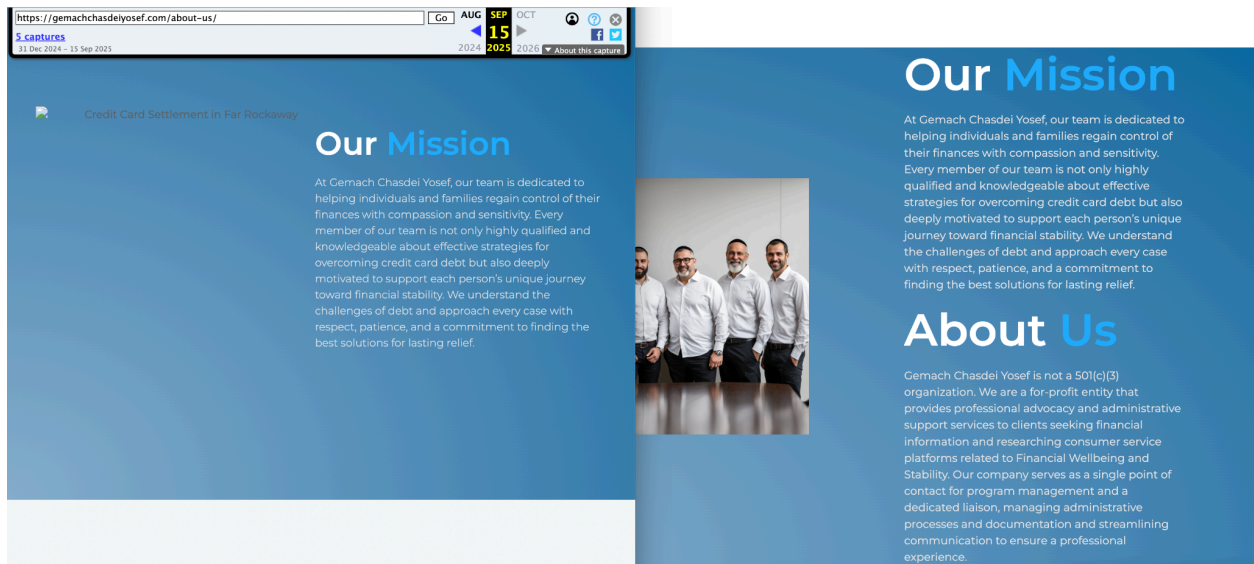 https://gemachchasdeiyosef.com/about-us/
Go
AUG SEP OCT
5 captures
15
31 Dec 2024 – 15 Sep 2025
2024 2025 2026
▼ About this capture
Credit Card Settlement in Far Rockaway
Our Mission
At Gemach Chasdei Yosef, our team is dedicated to
helping individuals and families regain control of their
finances with compassion and sensitivity. Every
member of our team is not only highly qualified and
knowledgeable about effective strategies for
overcoming credit card debt but also deeply
motivated to support each person's unique journey
toward financial stability. We understand the
challenges of debt and approach every case with
respect, patience, and a commitment to finding the
best solutions for lasting relief.
Our Mission
At Gemach Chasdei Yosef, our team is dedicated to
helping individuals and families regain control of
their finances with compassion and sensitivity.
Every member of our team is not only highly
qualified and knowledgeable about effective
strategies for overcoming credit card debt but also
deeply motivated to support each person's unique
journey toward financial stability. We understand
the challenges of debt and approach every case
with respect, patience, and a commitment to
finding the best solutions for lasting relief.
About Us
Gemach Chasdei Yosef is not a 501(c)(3)
organization. We are a for-profit entity that
provides professional advocacy and administrative
support services to clients seeking financial
information and researching consumer service
platforms related to Financial Wellbeing and
Stability. Our company serves as a single point of
contact for program management and a
dedicated liaison, managing administrative
processes and documentation and streamlining
communication to ensure a professional
experience.